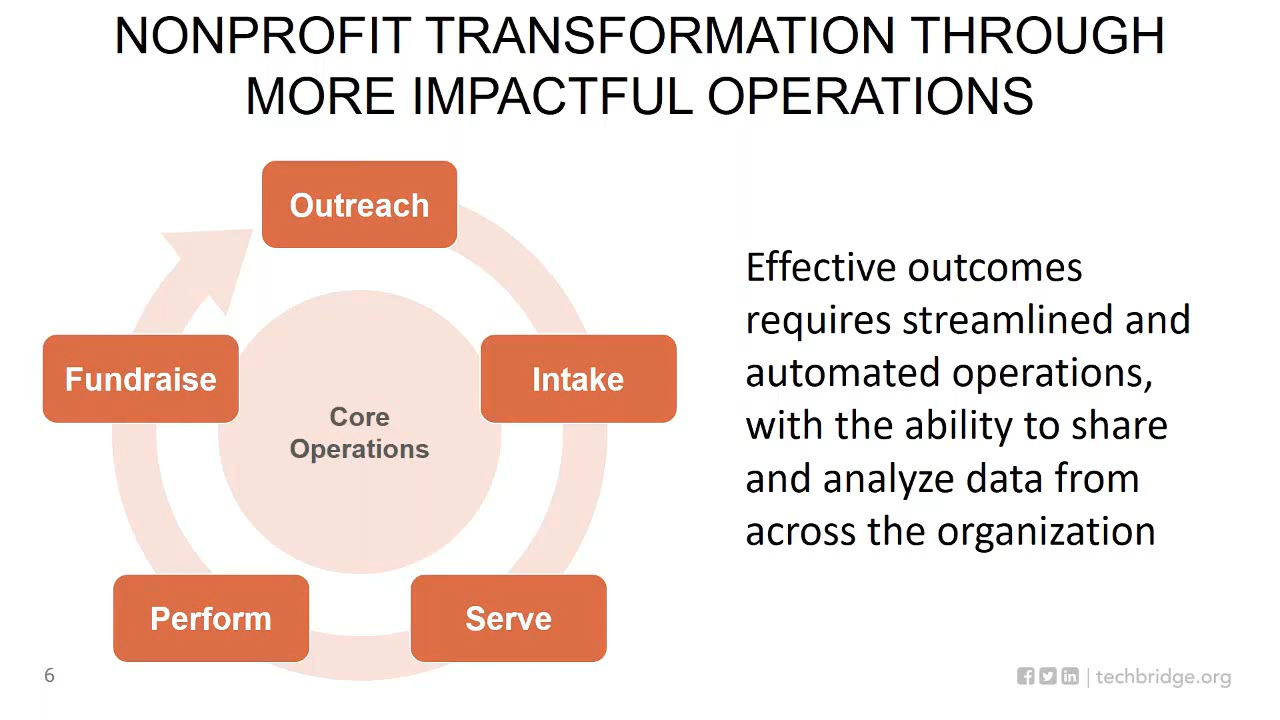 NONPROFIT TRANSFORMATION THROUGH
MORE IMPACTFUL OPERATIONS
Outreach
Intake
Serve
Perform
Fundraise
Core
Operations
Effective outcomes
requires streamlined and
automated operations,
with the ability to share
and analyze data from
across the organization
6
| techbridge.org